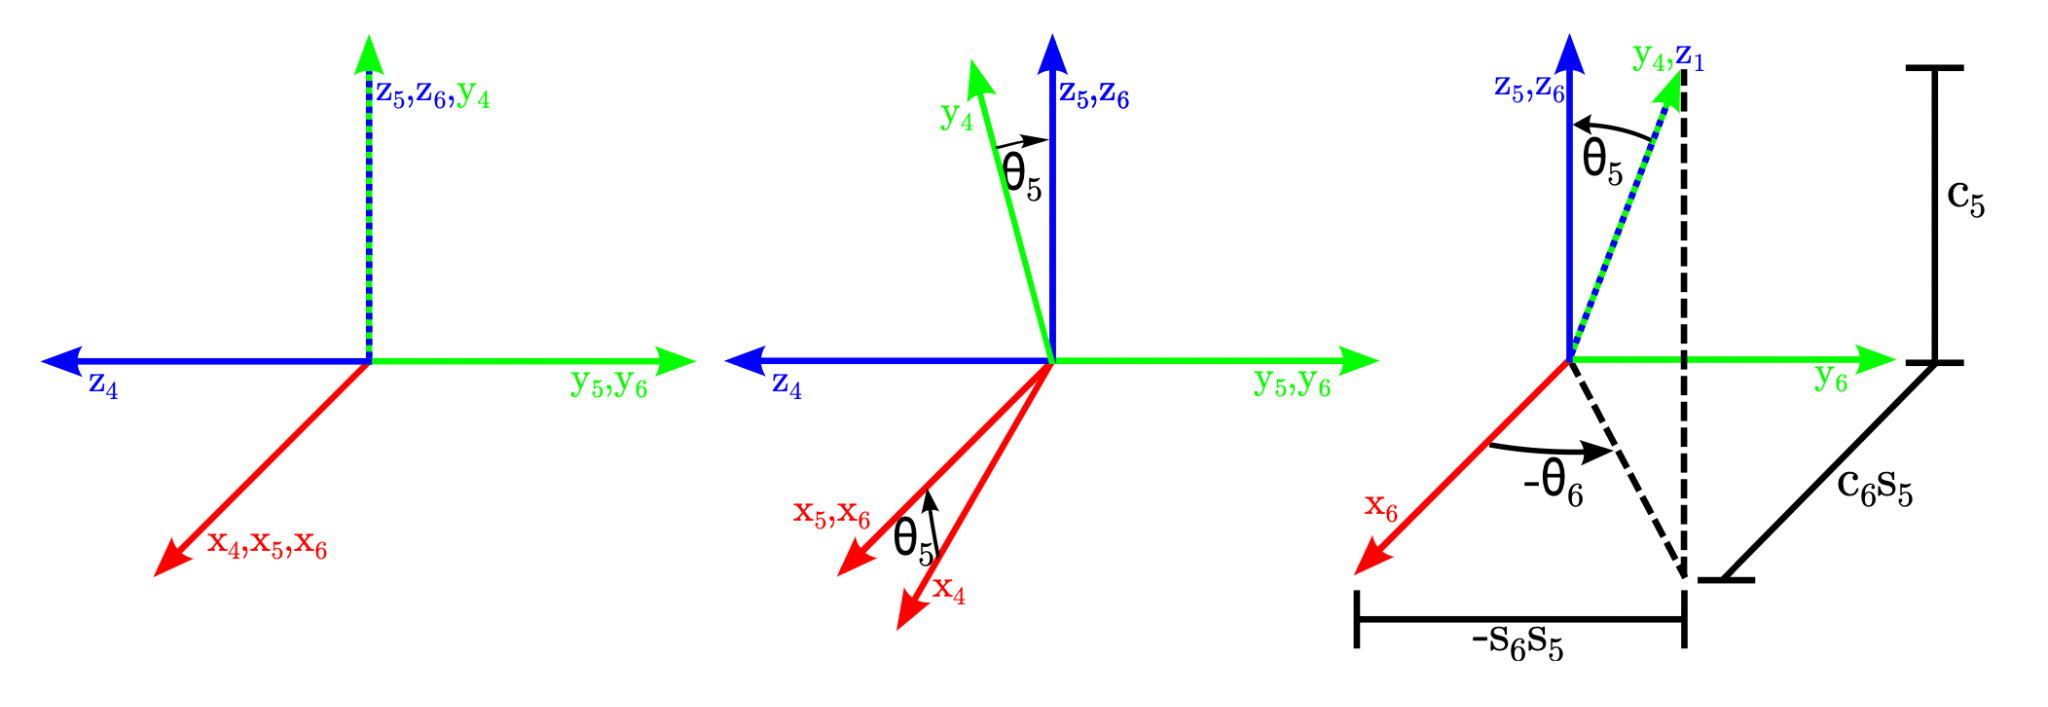 z₅,z₆,y₄
z₄
y₅,y₆
x₄,x₅,x₆
y₄
z₅,z₆
θ₅
z₄
y₅,y₆
x₅,x₆
θ₅
x₄
y₄,z₁
z₅,z₆
θ₅
c₅
y₆
-θ₆
x₆
c₆s₅
-s₆s₅